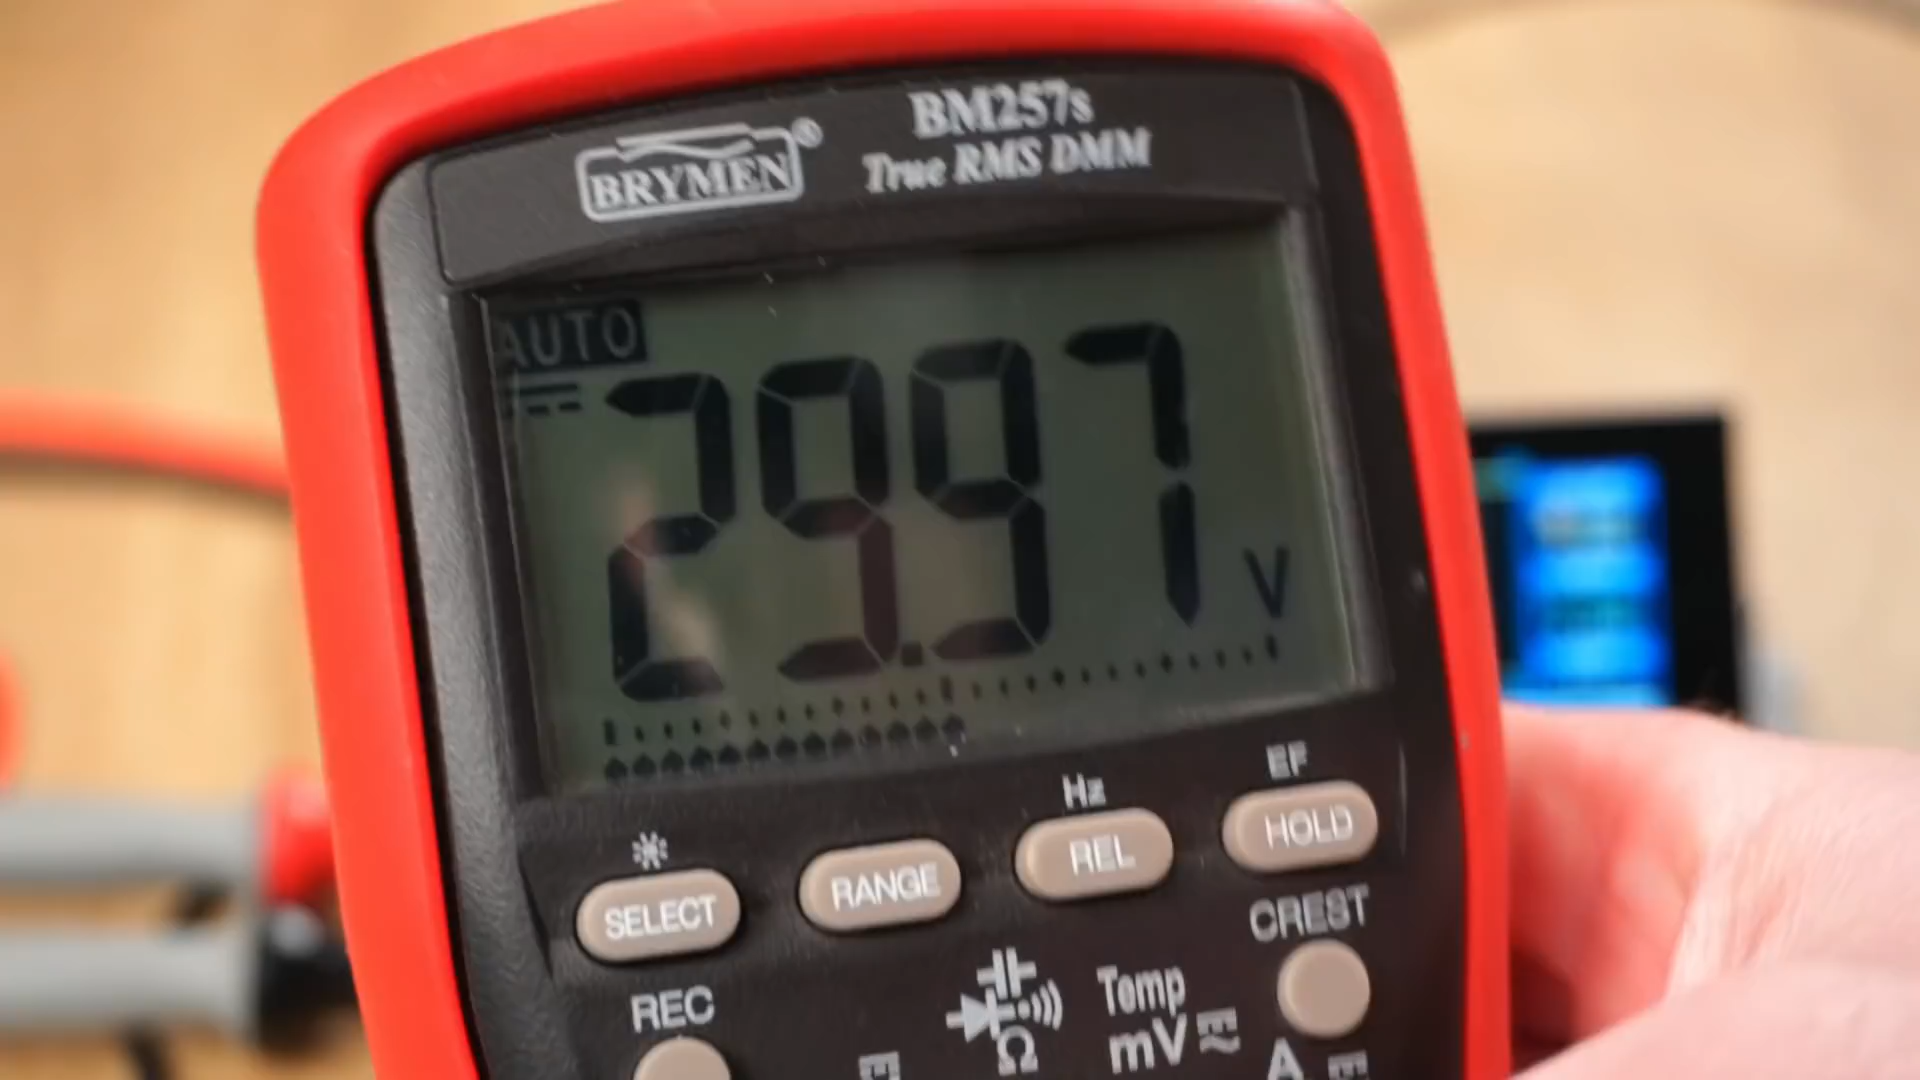 BM257s
BRYMEN®
True RMS DMM
AUTO
29.97 V
EF
Hz
HOLD
REL
RANGE
SELECT
CREST
REC
Temp
Ω
mV
A